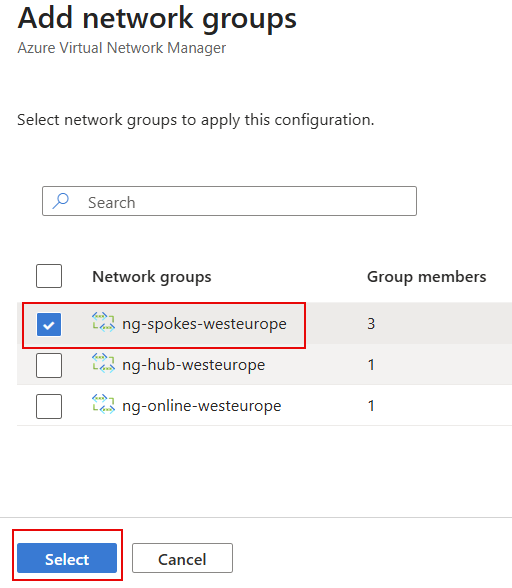 Add network groups
Azure Virtual Network Manager
Select network groups to apply this configuration.
Search
Network groups Group members
ng-spokes-westeurope 3
ng-hub-westeurope 1
ng-online-westeurope 1
Select Cancel